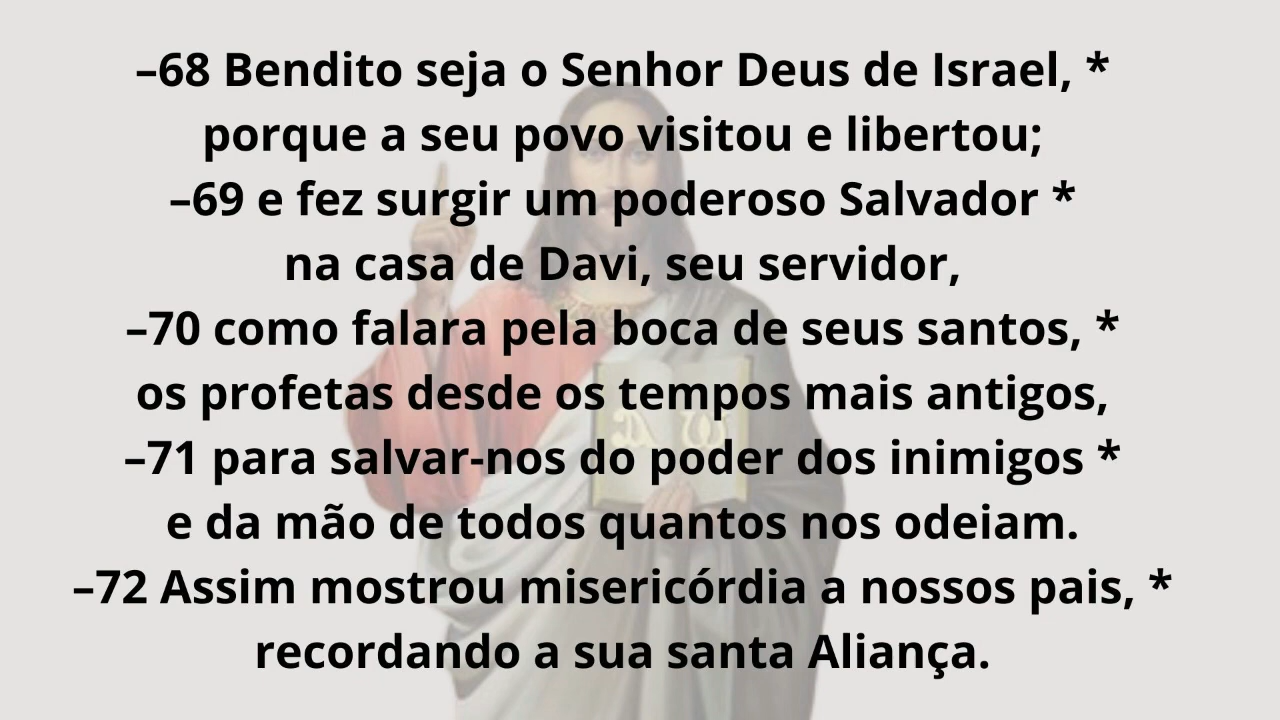 –68 Bendito seja o Senhor Deus de Israel, *
porque a seu povo visitou e libertou;
–69 e fez surgir um poderoso Salvador *
na casa de Davi, seu servidor,
–70 como falara pela boca de seus santos, *
os profetas desde os tempos mais antigos,
–71 para salvar-nos do poder dos inimigos *
e da mão de todos quantos nos odeiam.
–72 Assim mostrou misericórdia a nossos pais, *
recordando a sua santa Aliança.